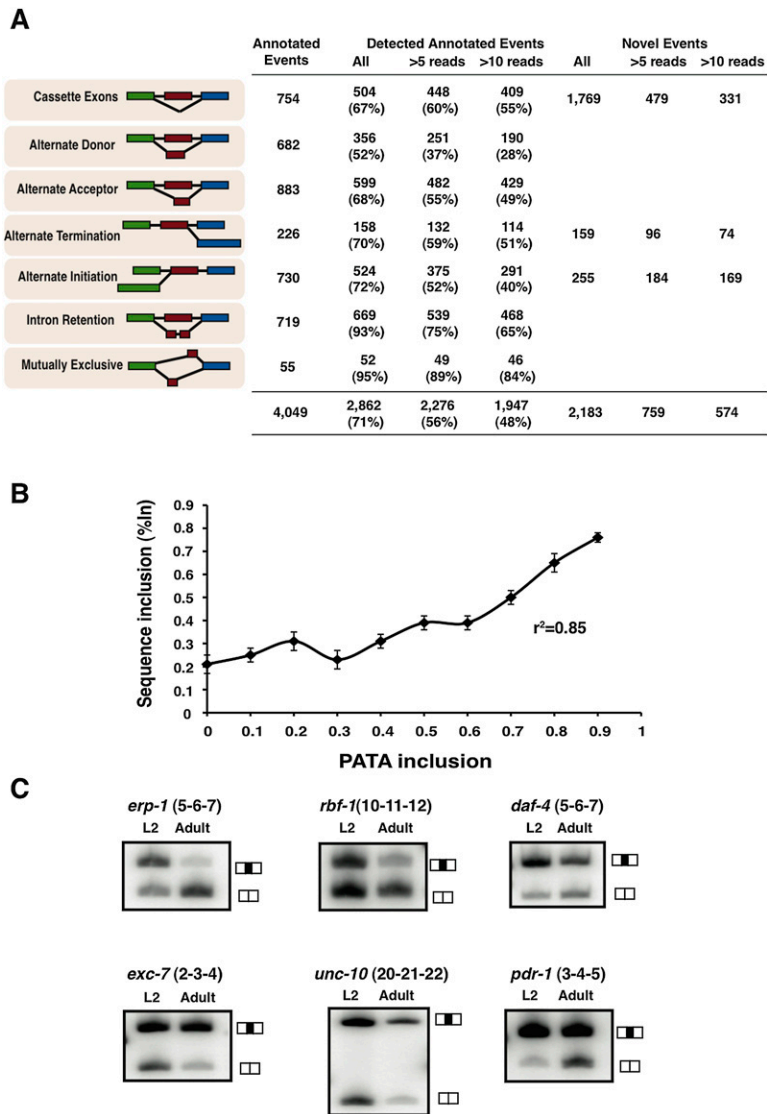 A
Annotated Events Detected Annotated Events Novel Events
All >5 reads >10 reads All >5 reads >10 reads
Cassette Exons 754 504 448 409 1,769 479 331
(67%) (60%) (55%)
Alternate Donor 682 356 251 190
(52%) (37%) (28%)
Alternate Acceptor 883 599 482 429
(68%) (55%) (49%)
Alternate Termination 226 158 132 114 159 96 74
(70%) (59%) (51%)
Alternate Initiation 730 524 375 291 255 184 169
(72%) (52%) (40%)
Intron Retention 719 669 539 468
(93%) (75%) (65%)
Mutually Exclusive 55 52 49 46
(95%) (89%) (84%)
4,049 2,862 2,276 1,947 2,183 759 574
(71%) (56%) (48%)
B
Sequence inclusion (%In)
0.9
0.8
0.7
0.6
0.5
0.4
0.3
0.2
0.1
0
r²=0.85
0 0.1 0.2 0.3 0.4 0.5 0.6 0.7 0.8 0.9 1
PATA inclusion
C
erp-1 (5-6-7) rbf-1(10-11-12) daf-4 (5-6-7)
L2 Adult L2 Adult L2 Adult
exc-7 (2-3-4) unc-10 (20-21-22) pdr-1 (3-4-5)
L2 Adult L2 Adult L2 Adult